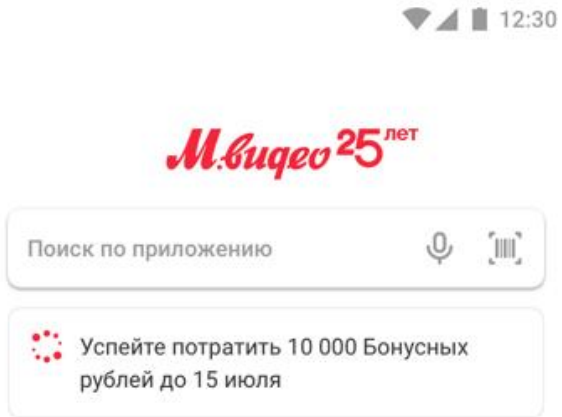 12:30
М.видео 25 лет
Поиск по приложению
Успейте потратить 10 000 Бонусных
рублей до 15 июля